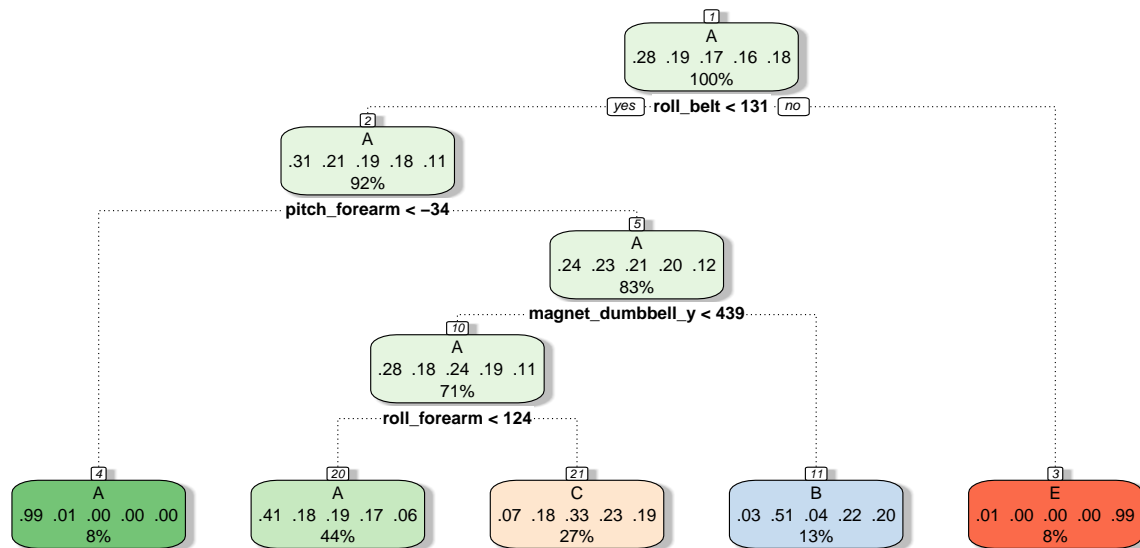 1
A
.28 .19 .17 .16 .18
100%
yes roll_belt < 131 no
2
A
.31 .21 .19 .18 .11
92%
pitch_forearm < −34
5
A
.24 .23 .21 .20 .12
83%
magnet_dumbbell_y < 439
10
A
.28 .18 .24 .19 .11
71%
roll_forearm < 124
4
A
.99 .01 .00 .00 .00
8%
20
A
.41 .18 .19 .17 .06
44%
21
C
.07 .18 .33 .23 .19
27%
11
B
.03 .51 .04 .22 .20
13%
3
E
.01 .00 .00 .00 .99
8%